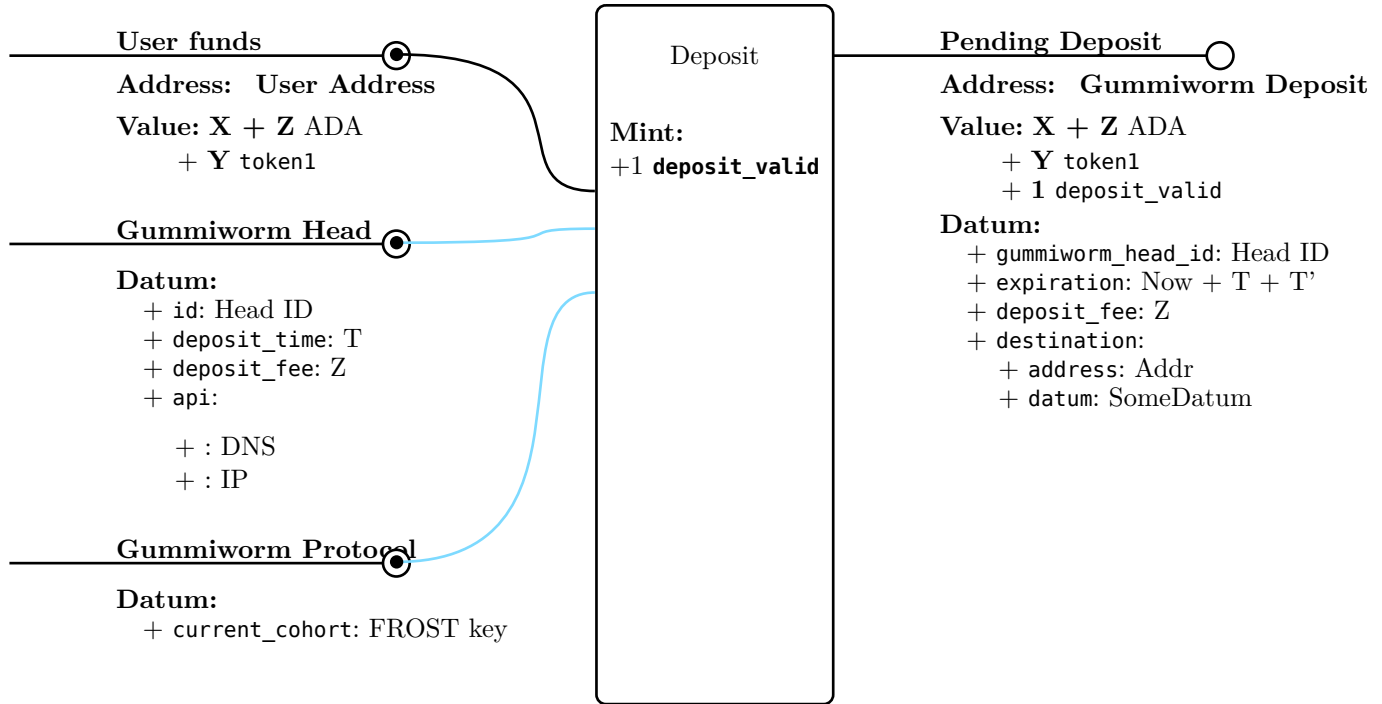 User funds
Address: User Address
Value: X + Z ADA
+ Y token1
Gummiworm Head
Datum:
+ id: Head ID
+ deposit_time: T
+ deposit_fee: Z
+ api:
+ : DNS
+ : IP
Gummiworm Protocol
Datum:
+ current_cohort: FROST key
Deposit
Mint:
+1 deposit_valid
Pending Deposit
Address: Gummiworm Deposit
Value: X + Z ADA
+ Y token1
+ 1 deposit_valid
Datum:
+ gummiworm_head_id: Head ID
+ expiration: Now + T + T’
+ deposit_fee: Z
+ destination:
+ address: Addr
+ datum: SomeDatum